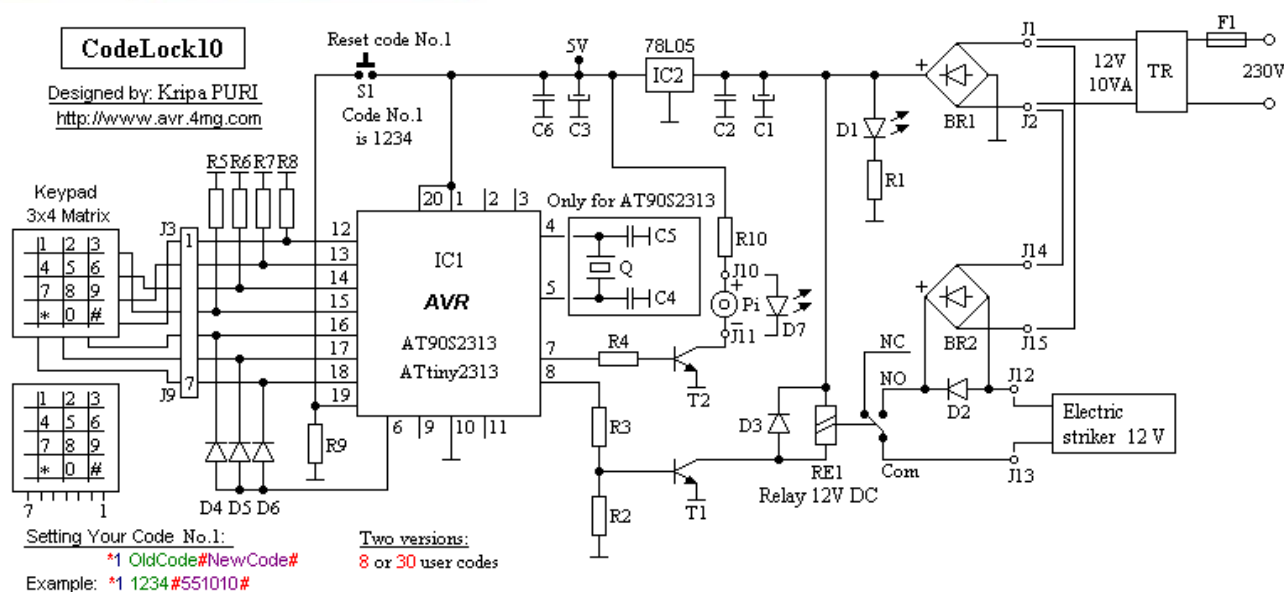 CodeLock10
Designed by: Kripa PURI
http://www.avr.4mg.com
Reset code No.1
S1
Code No.1
is 1234
5V
78L05
IC2
C6
C3
C2
C1
D1
R1
BR1
J1
J2
12V
10VA
TR
F1
230V
Keypad
3x4 Matrix
1 2 3
4 5 6
7 8 9
* 0 #
J3
1
7
J9
R5 R6 R7 R8
20 1 2 3
12
13
14
15
16
17
18
19
IC1
AVR
AT90S2313
ATtiny2313
4
5
7
8
6 9 10 11
Only for AT90S2313
C5
Q
C4
R10
J10
+
Pi
J11
D7
R4
T2
R3
R2
T1
D3
RE1
Relay 12V DC
NC
NO
Com
J14
BR2
J15
D2
J12
J13
Electric
striker 12 V
R9
D4 D5 D6
1 2 3
4 5 6
7 8 9
* 0 #
7 1
Setting Your Code No.1:
*1 OldCode#NewCode#
Example: *1 1234#551010#
Two versions:
8 or 30 user codes